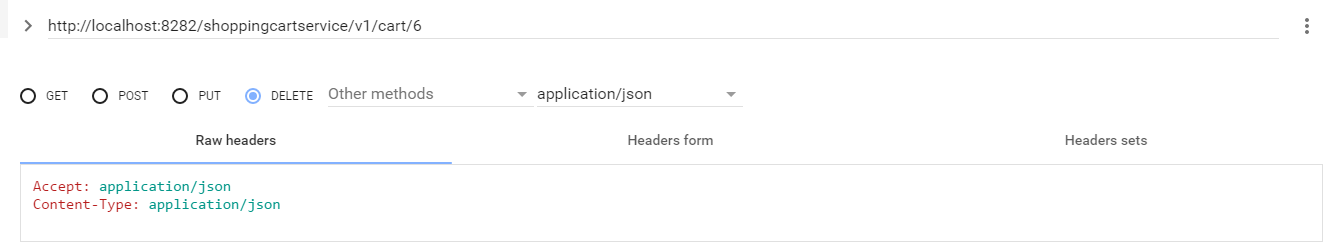 http://localhost:8282/shoppingcartservice/v1/cart/6
GET POST PUT DELETE Other methods application/json
Raw headers Headers form Headers sets
Accept: application/json
Content-Type: application/json